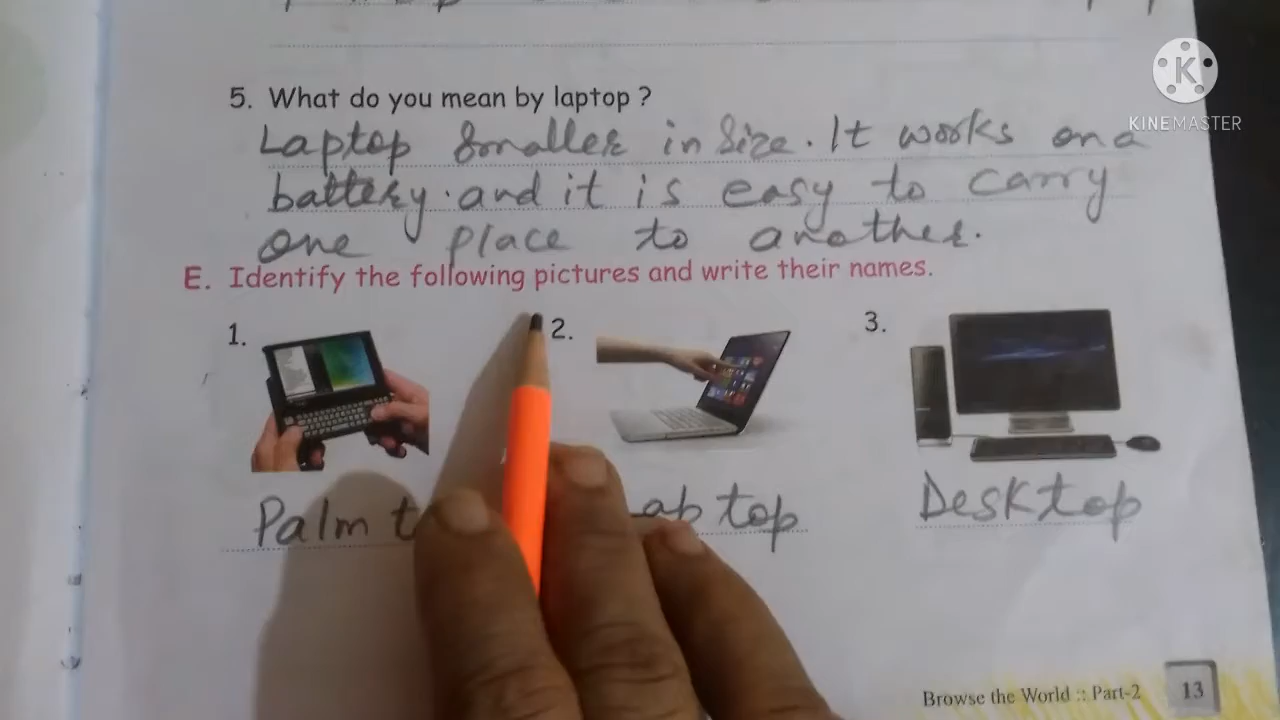 KINEMASTER
5. What do you mean by laptop ?
Laptop Smaller in Size. It works on a
battery. and it is easy to carry
one place to another.
E. Identify the following pictures and write their names.
1.
2.
3.
Palm t
ap top
Desktop
Browse the World :: Part-2
13